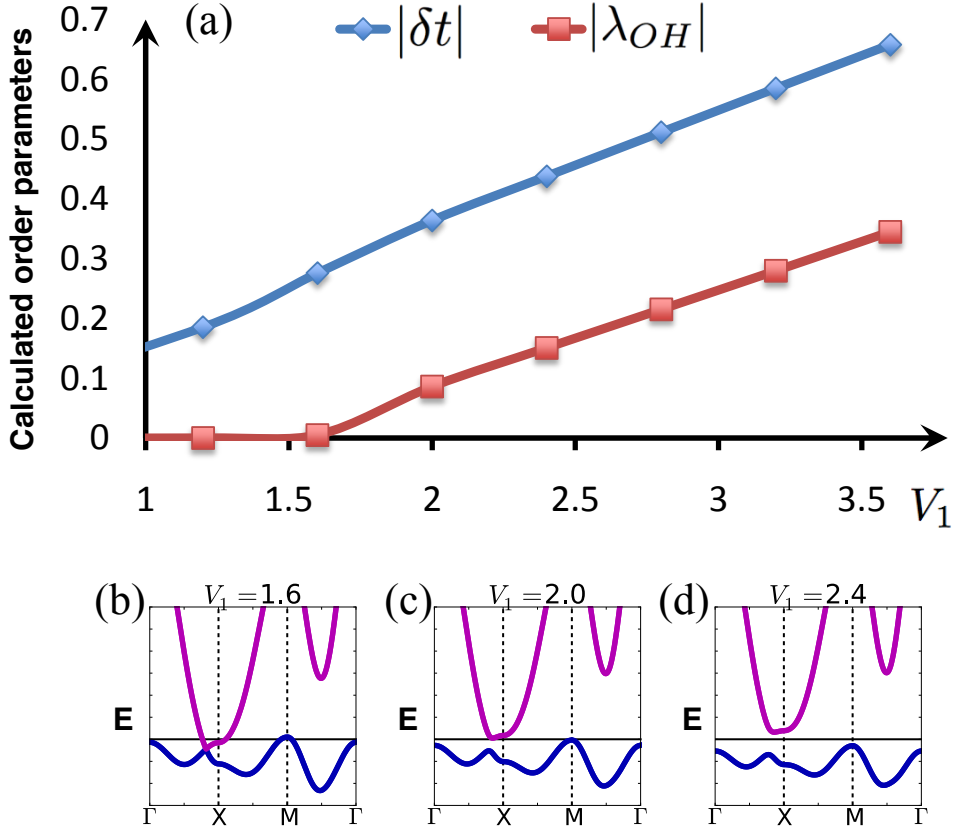 (a) |δt| |λ_OH|
Calculated order parameters
0.7
0.6
0.5
0.4
0.3
0.2
0.1
0
1 1.5 2 2.5 3 3.5 V_1
(b) V_1=1.6
E
Γ X M Γ
(c) V_1=2.0
E
Γ X M Γ
(d) V_1=2.4
E
Γ X M Γ